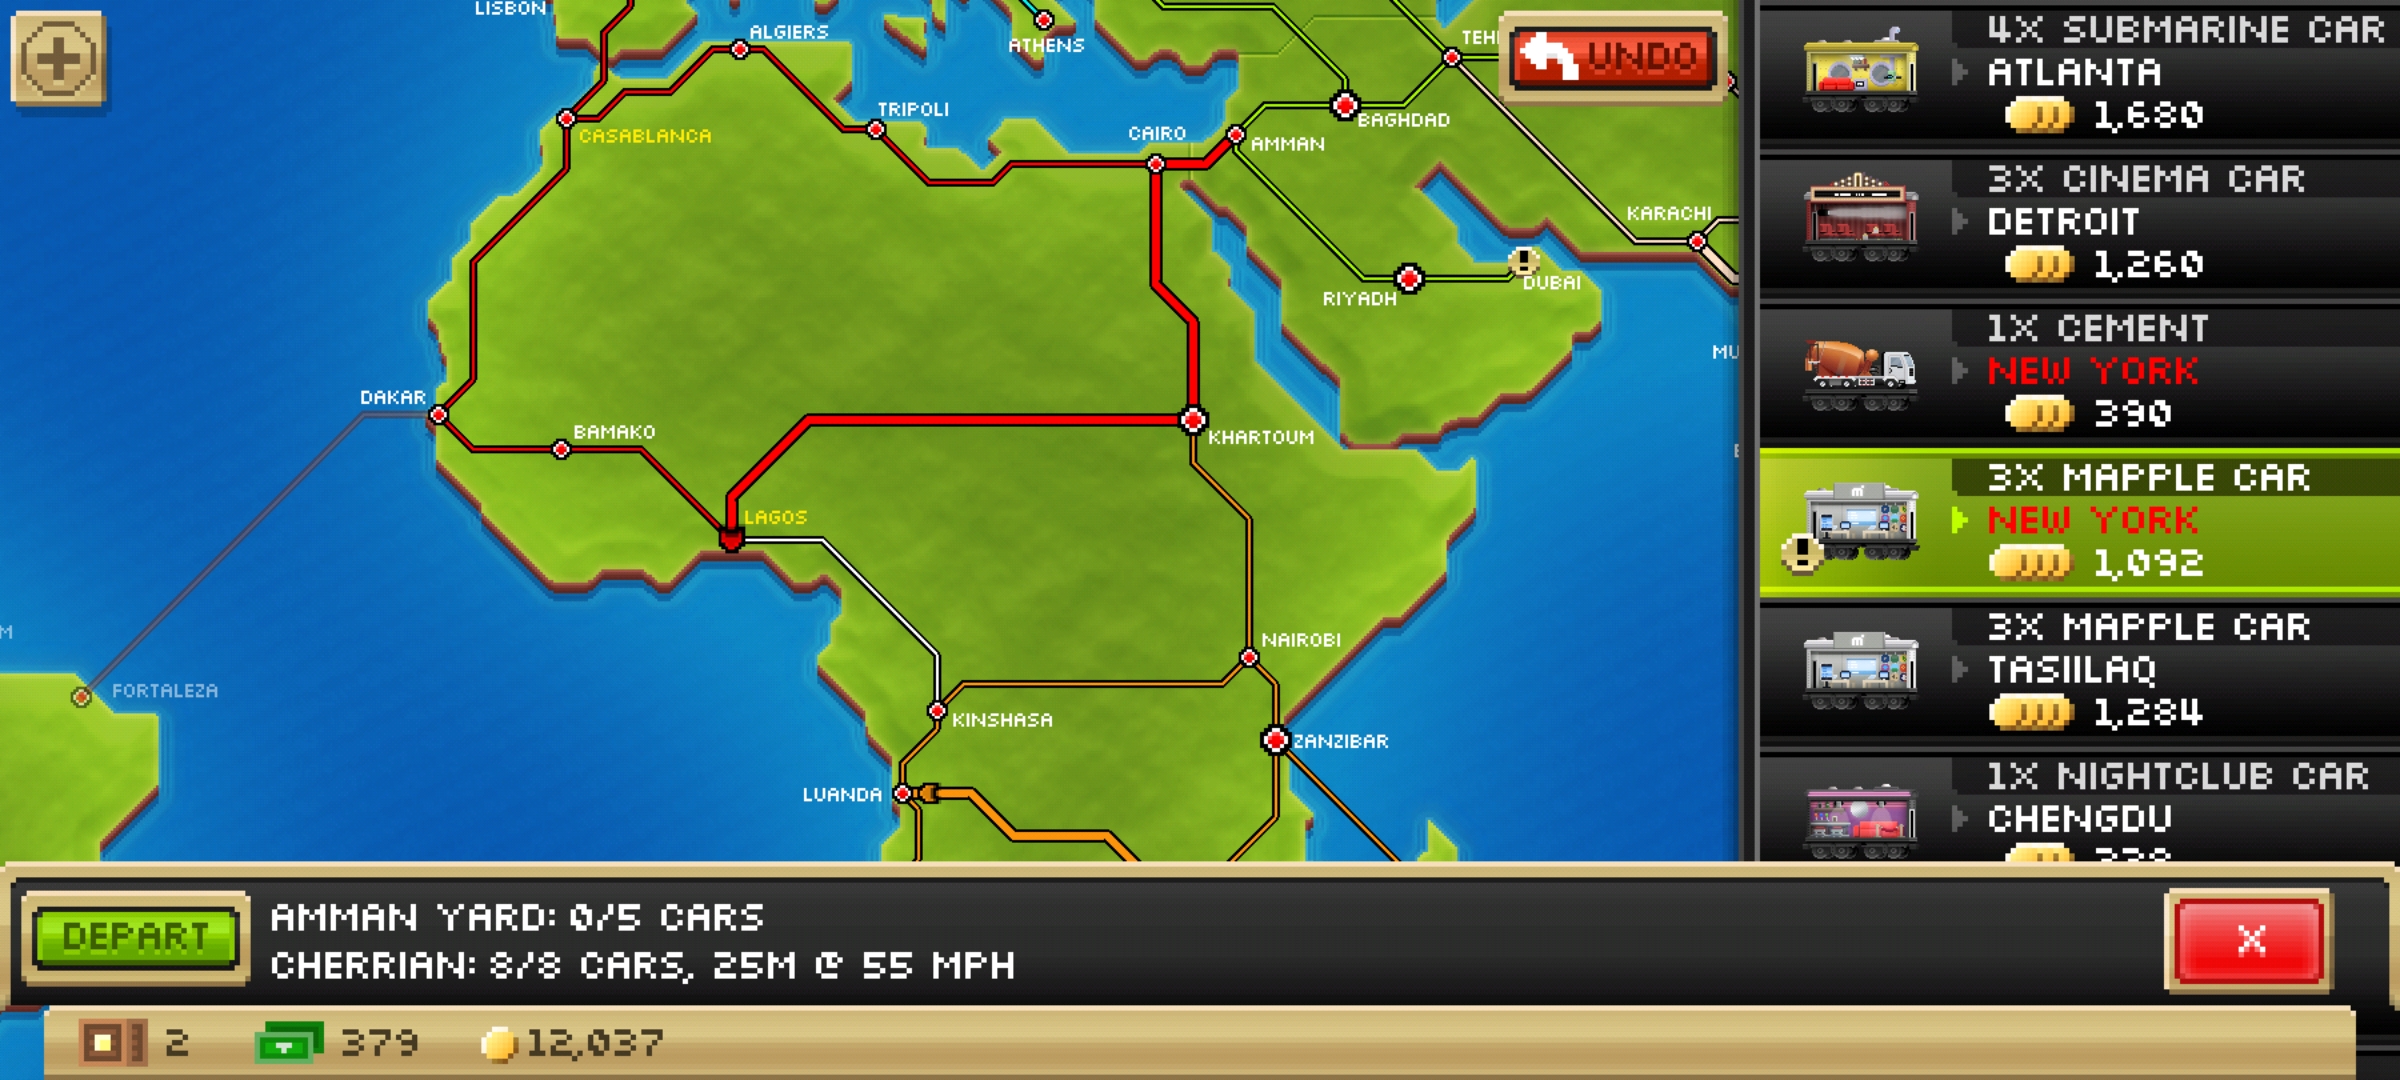 LISBON
ALGIERS
ATHENS
UNDO
TRIPOLI
CASABLANCA
CAIRO
AMMAN
BAGHDAD
KARACHI
DUBAI
RIYADH
DAKAR
BAMAKO
KHARTOUM
LAGOS
NAIROBI
FORTALEZA
KINSHASA
ZANZIBAR
LUANDA
4X SUBMARINE CAR
ATLANTA
1,680
3X CINEMA CAR
DETROIT
1,260
1X CEMENT
NEW YORK
390
3X MAPPLE CAR
NEW YORK
1,092
3X MAPPLE CAR
TASIILAQ
1,284
1X NIGHTCLUB CAR
CHENGDU
DEPART
AMMAN YARD: 0/5 CARS
CHERRIAN: 8/8 CARS, 25M @ 55 MPH
X
2
379
12,037